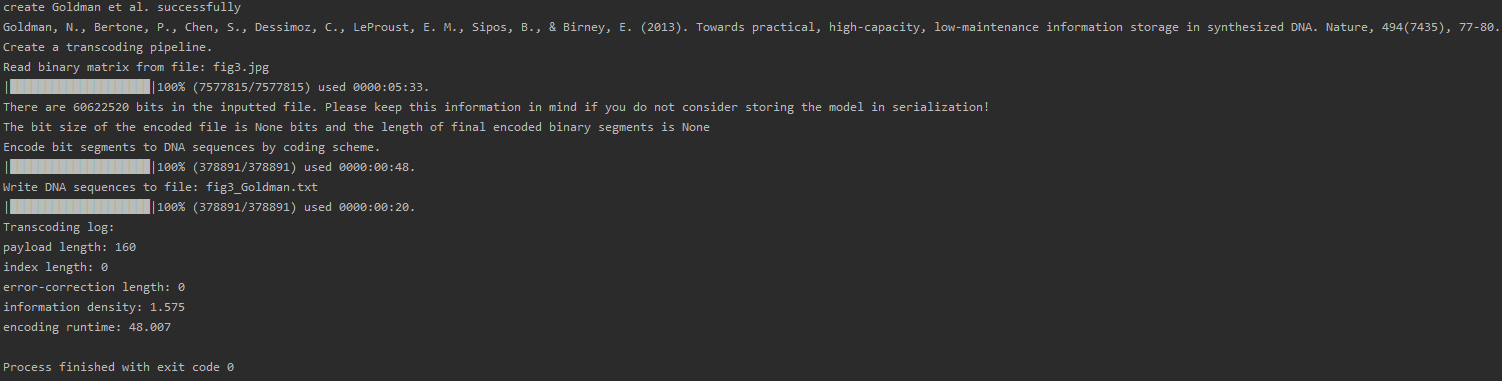 create Goldman et al. successfully
Goldman, N., Bertone, P., Chen, S., Dessimoz, C., LeProust, E. M., Sipos, B., & Birney, E. (2013). Towards practical, high-capacity, low-maintenance information storage in synthesized DNA. Nature, 494(7435), 77-80.
Create a transcoding pipeline.
Read binary matrix from file: fig3.jpg
|████████████████████|100% (7577815/7577815) used 0000:05:33.
There are 60622520 bits in the inputted file. Please keep this information in mind if you do not consider storing the model in serialization!
The bit size of the encoded file is None bits and the length of final encoded binary segments is None
Encode bit segments to DNA sequences by coding scheme.
|████████████████████|100% (378891/378891) used 0000:00:48.
Write DNA sequences to file: fig3_Goldman.txt
|████████████████████|100% (378891/378891) used 0000:00:20.
Transcoding log:
payload length: 160
index length: 0
error-correction length: 0
information density: 1.575
encoding runtime: 48.007
Process finished with exit code 0